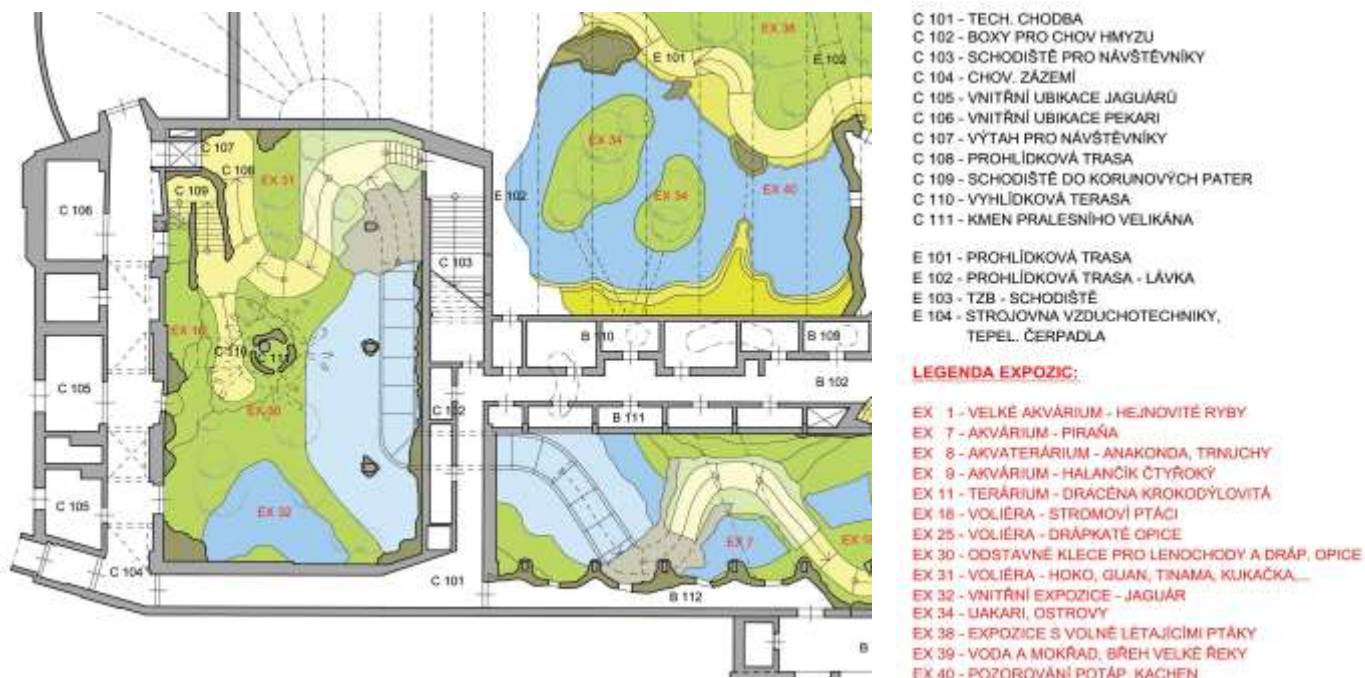 EX 38
E 101
E 102
C 107
C 108
EX 31
C 109
C 106
EX 34
EX 34
EX 40
E 102
C 103
C 110
C 111
B 110
B 109
B 102
C 105
C 102
B 111
EX 30
C 105
EX 32
EX 7
C 104
C 101
B 112
B
C 101 - TECH. CHODBA
C 102 - BOXY PRO CHOV HMYZU
C 103 - SCHODIŠTĚ PRO NÁVŠTĚVNÍKY
C 104 - CHOV. ZÁZEMÍ
C 105 - VNITŘNÍ UBIKACE JAGUÁRŮ
C 106 - VNITŘNÍ UBIKACE PEKARI
C 107 - VÝTAH PRO NÁVŠTĚVNÍKY
C 108 - PROHLÍDKOVÁ TRASA
C 109 - SCHODIŠTĚ DO KORUNOVÝCH PATER
C 110 - VYHLÍDKOVÁ TERASA
C 111 - KMEN PRALESNÍHO VELIKÁNA
E 101 - PROHLÍDKOVÁ TRASA
E 102 - PROHLÍDKOVÁ TRASA - LÁVKA
E 103 - TZB - SCHODIŠTĚ
E 104 - STROJOVNA VZDUCHOTECHNIKY,
TEPEL. ČERPADLA
LEGENDA EXPOZIC:
EX 1 - VELKÉ AKVÁRIUM - HEJNOVITÉ RYBY
EX 7 - AKVÁRIUM - PIRAŇA
EX 8 - AKVATERÁRIUM - ANAKONDA, TRNUCHY
EX 9 - AKVÁRIUM - HALANČÍK ČTYŘOKÝ
EX 11 - TERÁRIUM - DRACÉNA KROKODÝLOVITÁ
EX 18 - VOLIÉRA - STROMOVÍ PTÁCI
EX 25 - VOLIÉRA - DRÁPKATÉ OPICE
EX 30 - ODSTAVNÉ KLECE PRO LENOCHODY A DRÁP. OPICE
EX 31 - VOLIÉRA - HOKO, GUAN, TINAMA, KUKAČKA,...
EX 32 - VNITŘNÍ EXPOZICE - JAGUÁR
EX 34 - UAKARI, OSTROVY
EX 38 - EXPOZICE S VOLNĚ LÉTAJÍCÍMI PTÁKY
EX 39 - VODA A MOKŘAD, BŘEH VELKÉ ŘEKY
EX 40 - POZOROVÁNÍ POTÁP. KACHEN